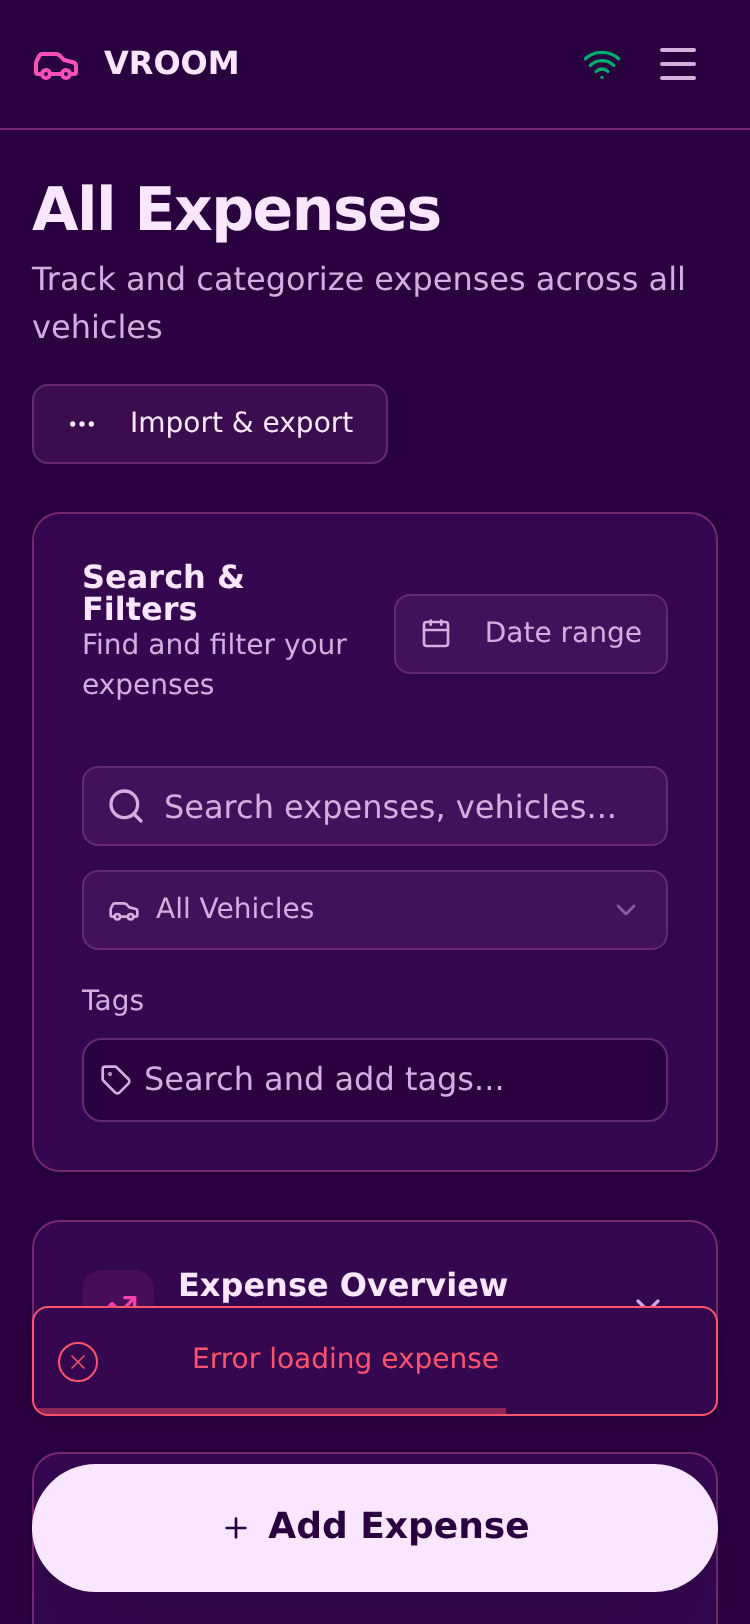 VROOM
All Expenses
Track and categorize expenses across all
vehicles
Import & export
Search &
Filters
Find and filter your
expenses
Date range
Search expenses, vehicles...
All Vehicles
Tags
Search and add tags...
Expense Overview
Error loading expense
Add Expense